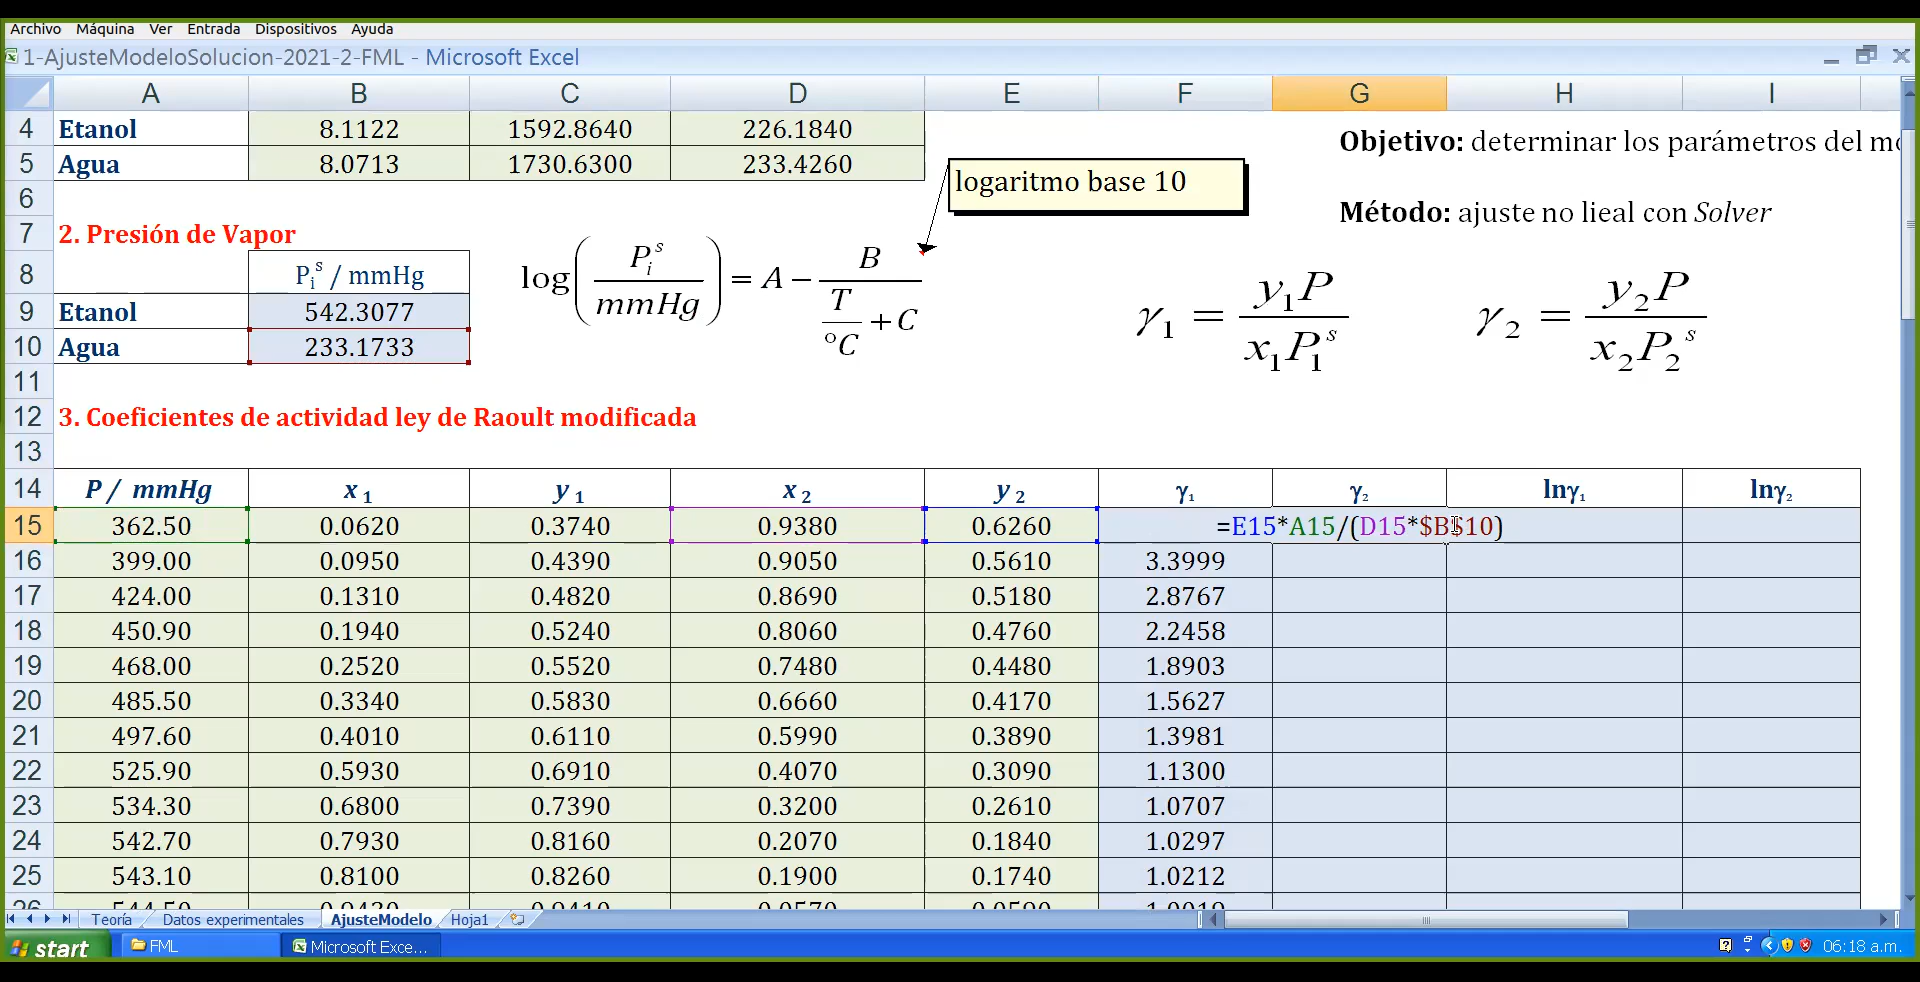 Archivo Máquina Ver Entrada Dispositivos Ayuda
1-AjusteModeloSolucion-2021-2-FML - Microsoft Excel
A B C D E F G H I
4 Etanol 8.1122 1592.8640 226.1840
5 Agua 8.0713 1730.6300 233.4260
Objetivo: determinar los parámetros del mo
logaritmo base 10
6
Método: ajuste no lieal con Solver
7 2. Presión de Vapor
8 Pᵢˢ / mmHg
9 Etanol 542.3077
10 Agua 233.1733
log(Pᵢˢ / mmHg) = A − B / (T / °C + C)
γ₁ = y₁P / x₁P₁ˢ
γ₂ = y₂P / x₂P₂ˢ
11
12 3. Coeficientes de actividad ley de Raoult modificada
13
14 P / mmHg x₁ y₁ x₂ y₂ γ₁ γ₂ lnγ₁ lnγ₂
15 362.50 0.0620 0.3740 0.9380 0.6260 =E15*A15/(D15*$B$10)
16 399.00 0.0950 0.4390 0.9050 0.5610 3.3999
17 424.00 0.1310 0.4820 0.8690 0.5180 2.8767
18 450.90 0.1940 0.5240 0.8060 0.4760 2.2458
19 468.00 0.2520 0.5520 0.7480 0.4480 1.8903
20 485.50 0.3340 0.5830 0.6660 0.4170 1.5627
21 497.60 0.4010 0.6110 0.5990 0.3890 1.3981
22 525.90 0.5930 0.6910 0.4070 0.3090 1.1300
23 534.30 0.6800 0.7390 0.3200 0.2610 1.0707
24 542.70 0.7930 0.8160 0.2070 0.1840 1.0297
25 543.10 0.8100 0.8260 0.1900 0.1740 1.0212
Teoría Datos experimentales AjusteModelo Hoja1
start FML Microsoft Exce... 06:18 a.m.